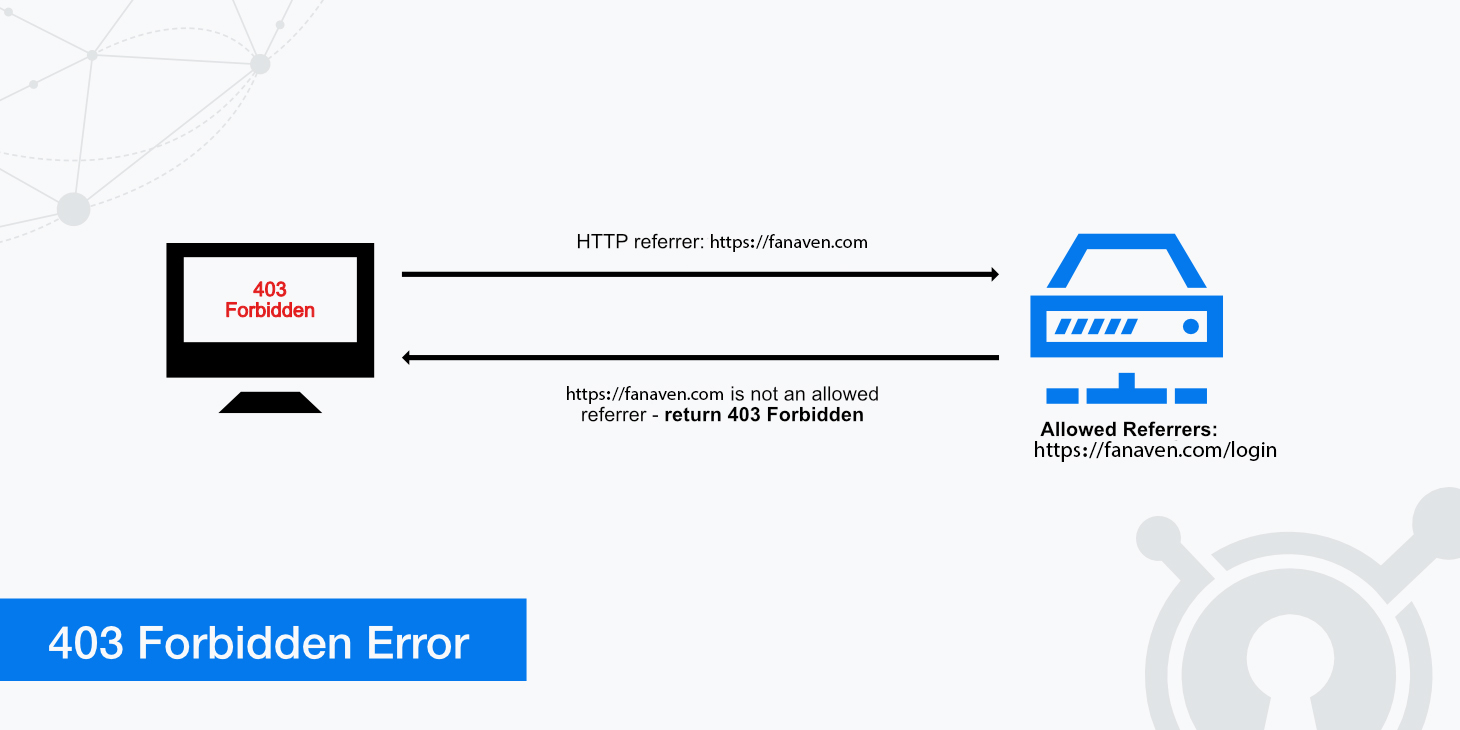 HTTP referrer: https://fanaven.com
403
Forbidden
https://fanaven.com is not an allowed
referrer - return 403 Forbidden
Allowed Referrers:
https://fanaven.com/login
403 Forbidden Error